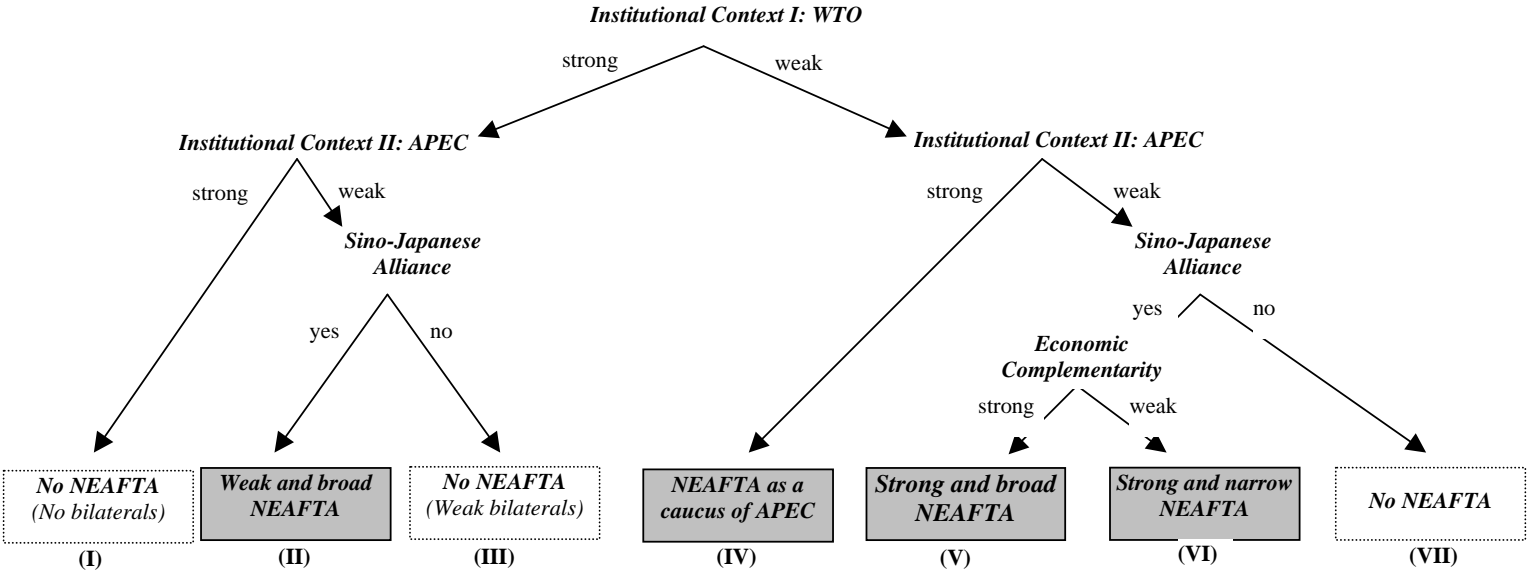 Institutional Context I: WTO
strong
weak
Institutional Context II: APEC
Institutional Context II: APEC
strong
weak
strong
weak
Sino-Japanese
Alliance
Sino-Japanese
Alliance
yes
no
yes
no
Economic
Complementarity
strong
weak
No NEAFTA
(No bilaterals)
Weak and broad
NEAFTA
No NEAFTA
(Weak bilaterals)
NEAFTA as a
caucus of APEC
Strong and broad
NEAFTA
Strong and narrow
NEAFTA
No NEAFTA
(I)
(II)
(III)
(IV)
(V)
(VI)
(VII)